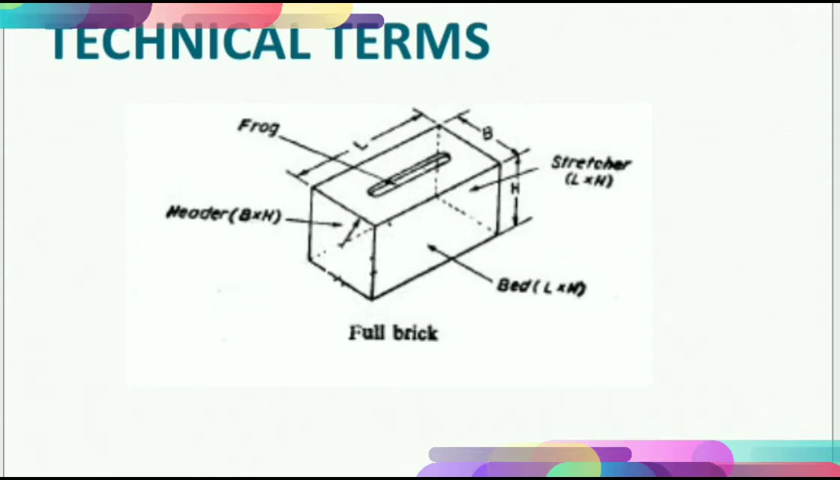 TECHNICAL TERMS
Frog
L
B
Stretcher
(L×H)
H
Header(B×H)
Bed(L×H)
Full brick